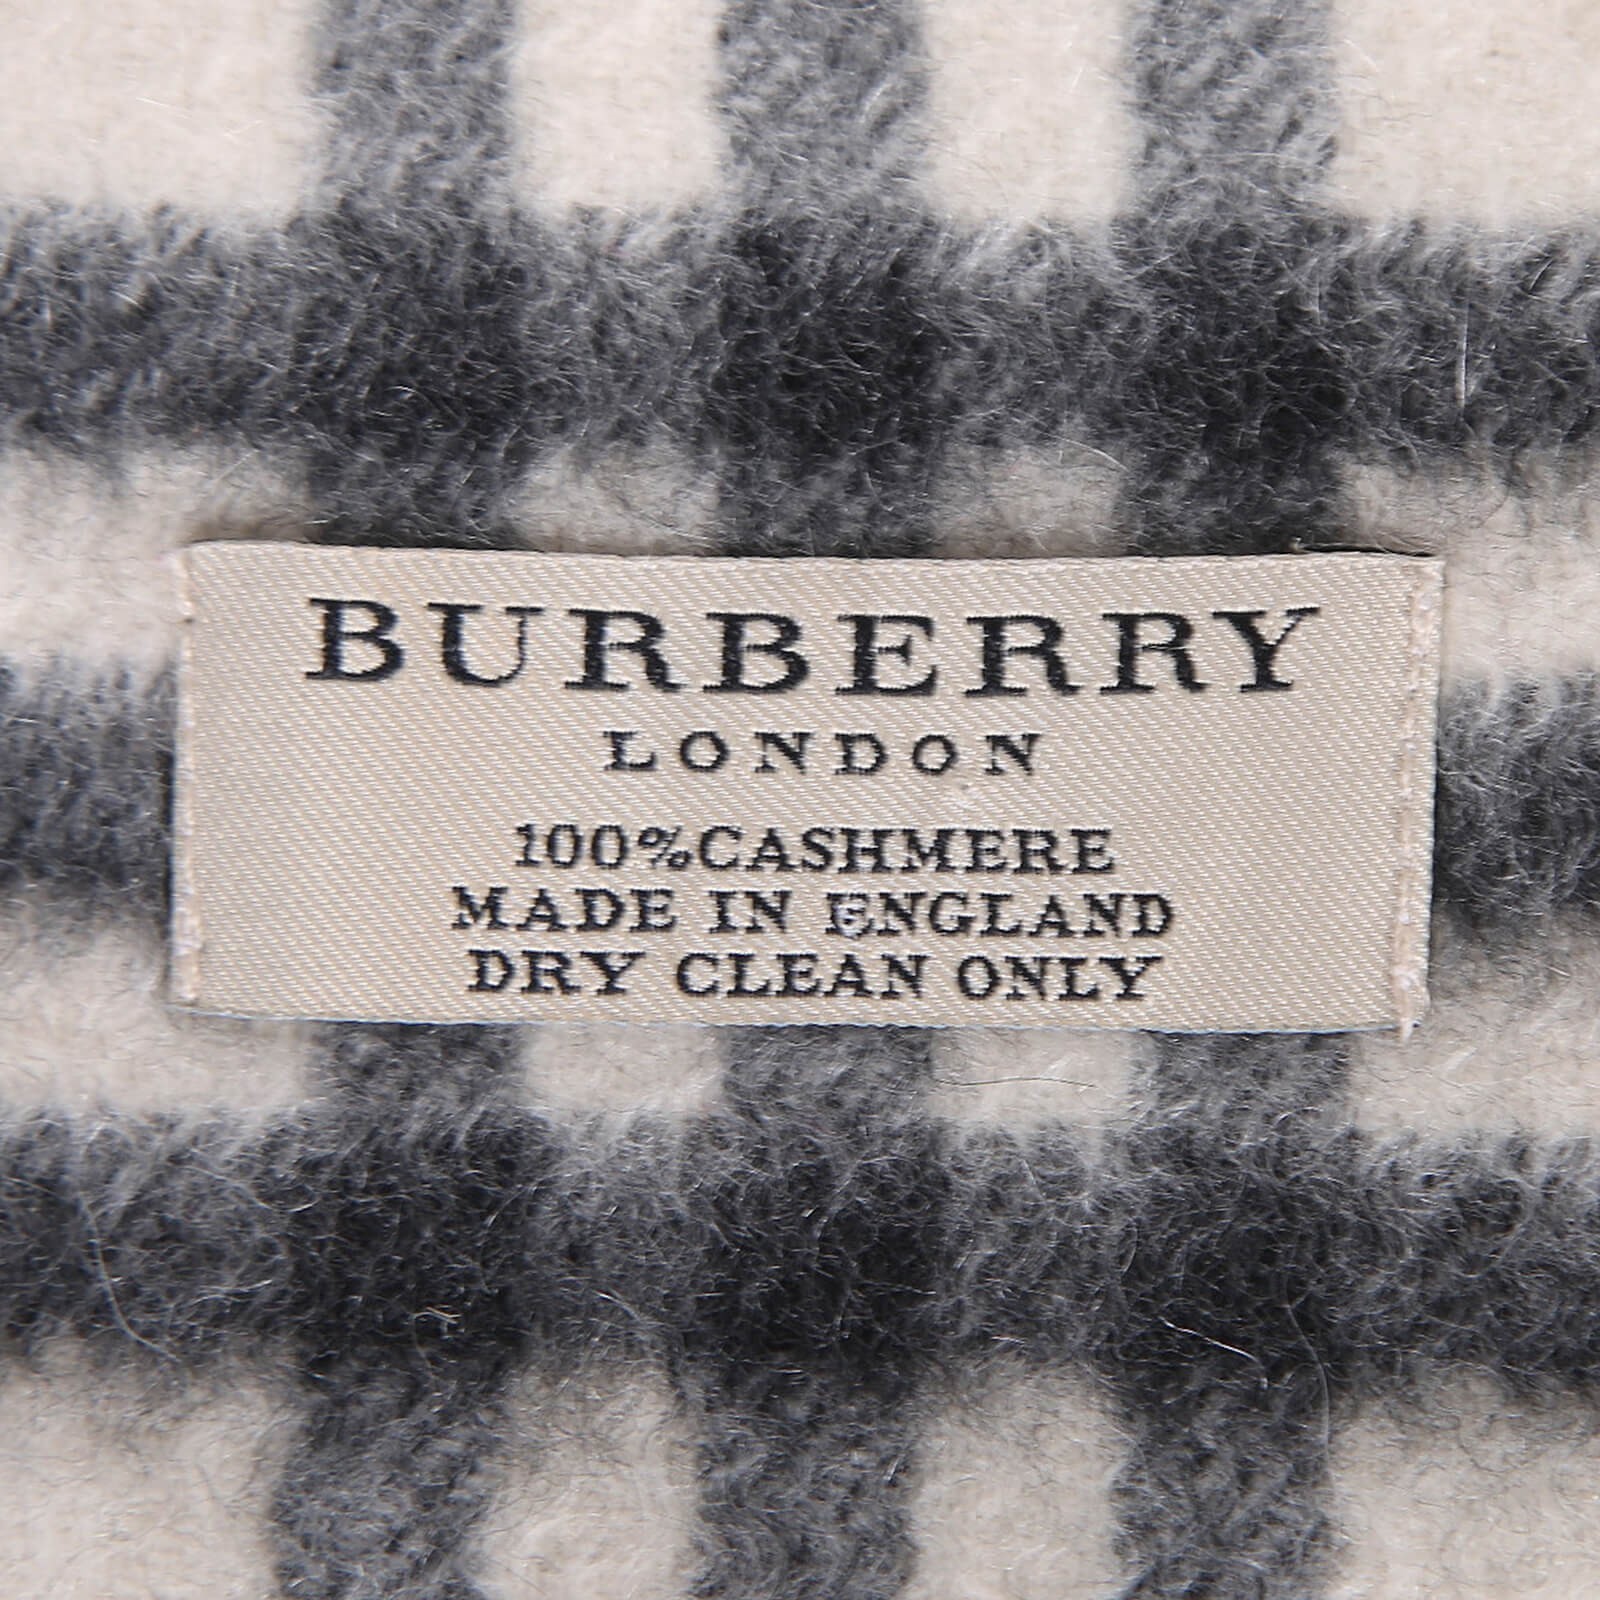 BURBERRY
LONDON
100%CASHMERE
MADE IN ENGLAND
DRY CLEAN ONLY